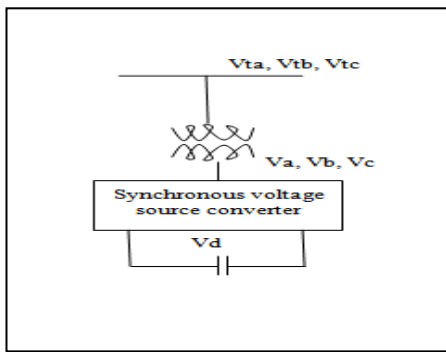 Vta, Vtb, Vtc
Va, Vb, Vc
Synchronous voltage
source converter
Vd